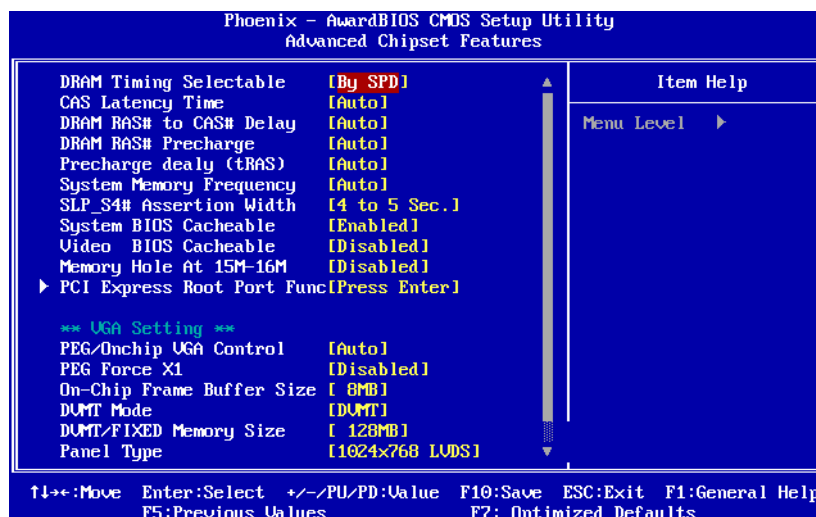 Phoenix - AwardBIOS CMOS Setup Utility
Advanced Chipset Features
DRAM Timing Selectable [By SPD]
CAS Latency Time [Auto]
DRAM RAS# to CAS# Delay [Auto]
DRAM RAS# Precharge [Auto]
Precharge dealy (tRAS) [Auto]
System Memory Frequency [Auto]
SLP_S4# Assertion Width [4 to 5 Sec.]
System BIOS Cacheable [Enabled]
Video BIOS Cacheable [Disabled]
Memory Hole At 15M-16M [Disabled]
PCI Express Root Port Func[Press Enter]
** VGA Setting **
PEG/Onchip VGA Control [Auto]
PEG Force X1 [Disabled]
On-Chip Frame Buffer Size [ 8MB]
DVMT Mode [DVMT]
DVMT/FIXED Memory Size [ 128MB]
Panel Type [1024x768 LVDS]
Item Help
Menu Level
↑↓→←:Move Enter:Select +/-/PU/PD:Value F10:Save ESC:Exit F1:General Help
F5:Previous Values F7: Optimized Defaults